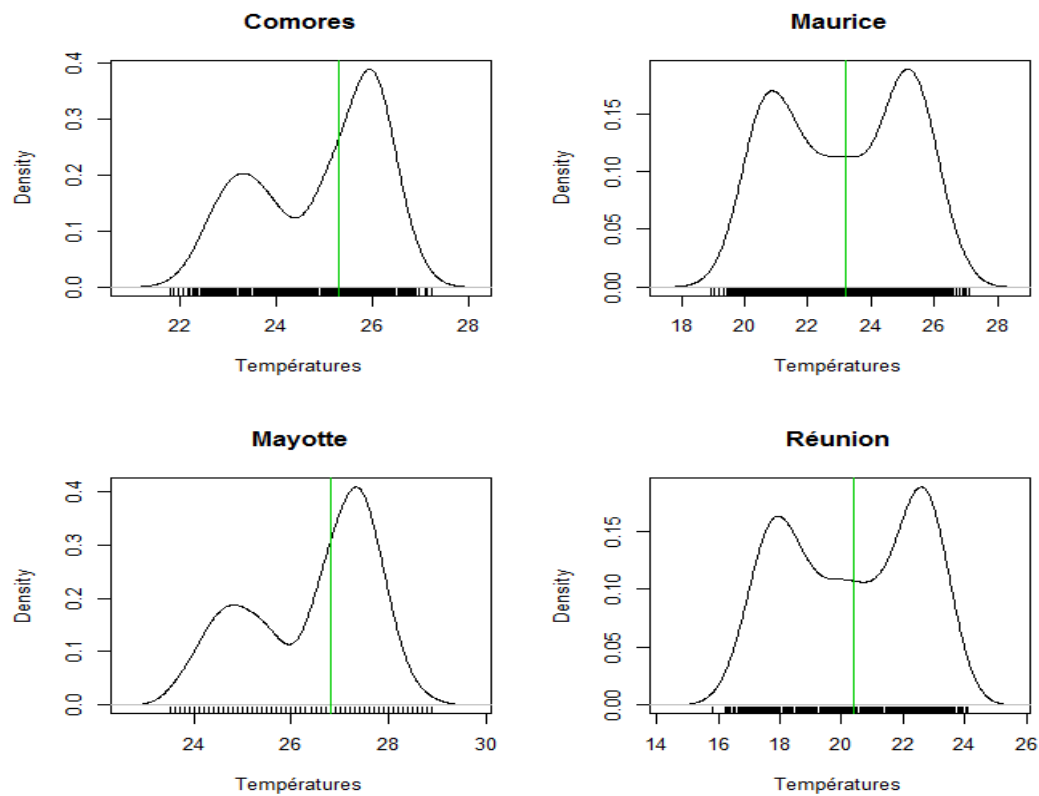 Comores
Density
0.0 0.1 0.2 0.3 0.4
22 24 26 28
Températures
Maurice
Density
0.00 0.05 0.10 0.15
18 20 22 24 26 28
Températures
Mayotte
Density
0.0 0.1 0.2 0.3 0.4
24 26 28 30
Températures
Réunion
Density
0.00 0.05 0.10 0.15
14 16 18 20 22 24 26
Températures